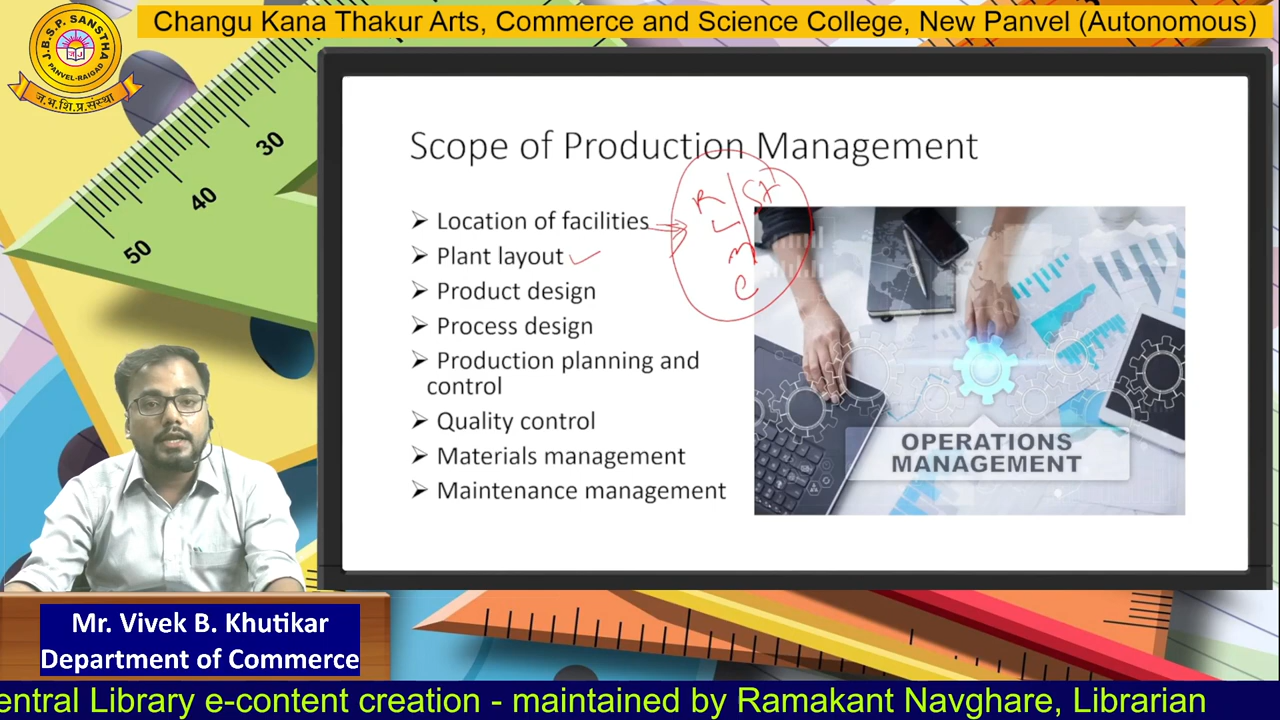 Changu Kana Thakur Arts, Commerce and Science College, New Panvel (Autonomous)
J.B.S.P. SANSTHA
PANVEL-RAIGAD
ज.भ.शि.प्र.संस्था
30
40
50
Scope of Production Management
➢ Location of facilities
➢ Plant layout
➢ Product design
➢ Process design
➢ Production planning and
control
➢ Quality control
➢ Materials management
➢ Maintenance management
R
St
L
m
C
OPERATIONS
MANAGEMENT
Mr. Vivek B. Khutikar
Department of Commerce
entral Library e-content creation - maintained by Ramakant Navghare, Librarian